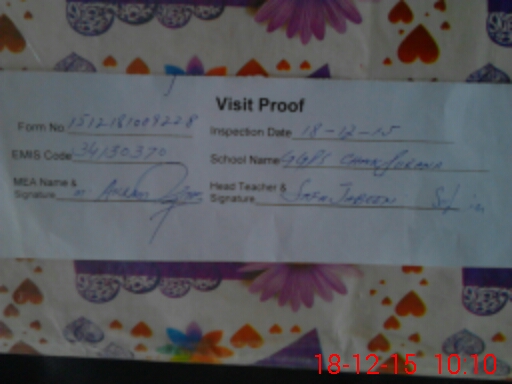 Visit Proof
Form No. 1512181009228 Inspection Date 18-12-15
EMIS Code 34130370 School Name GGPS
MEA Name & Signature Head Teacher & Signature
18-12-15 10:10